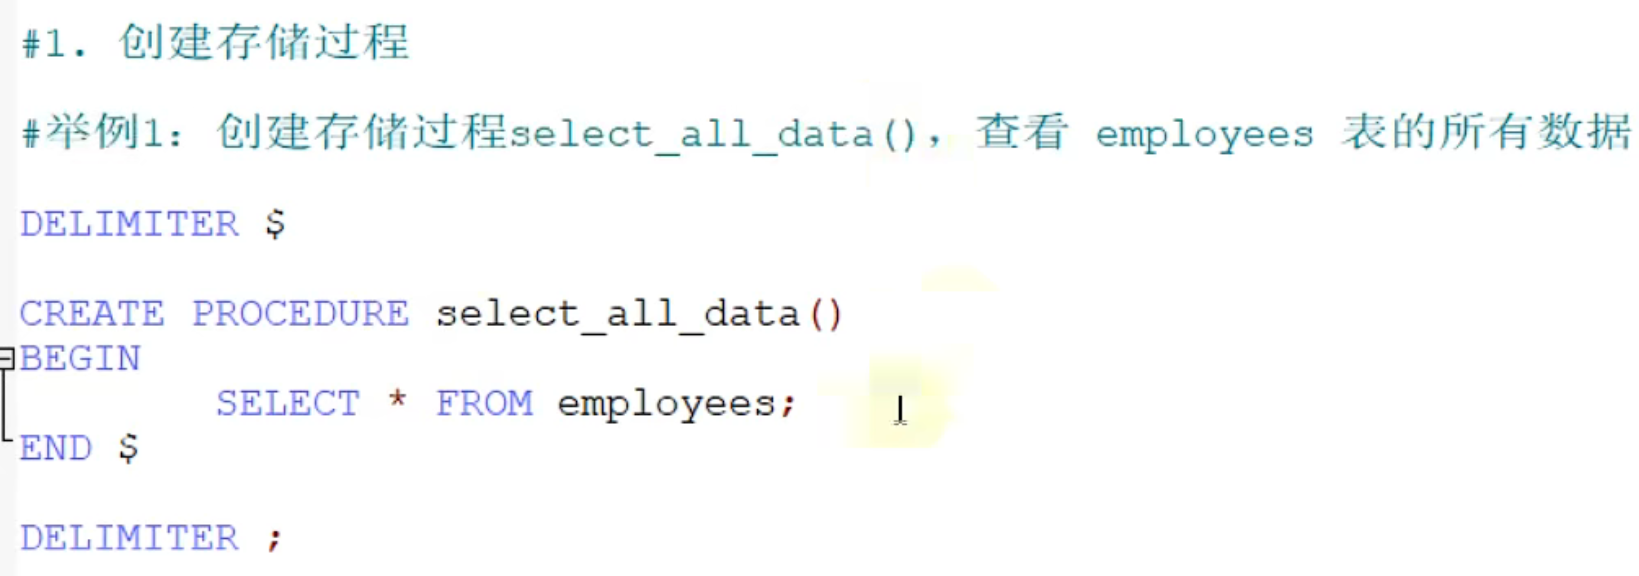 #1. 创建存储过程
#举例1：创建存储过程select_all_data()，查看 employees 表的所有数据
DELIMITER $
CREATE PROCEDURE select_all_data()
BEGIN
SELECT * FROM employees;
END $
DELIMITER ;